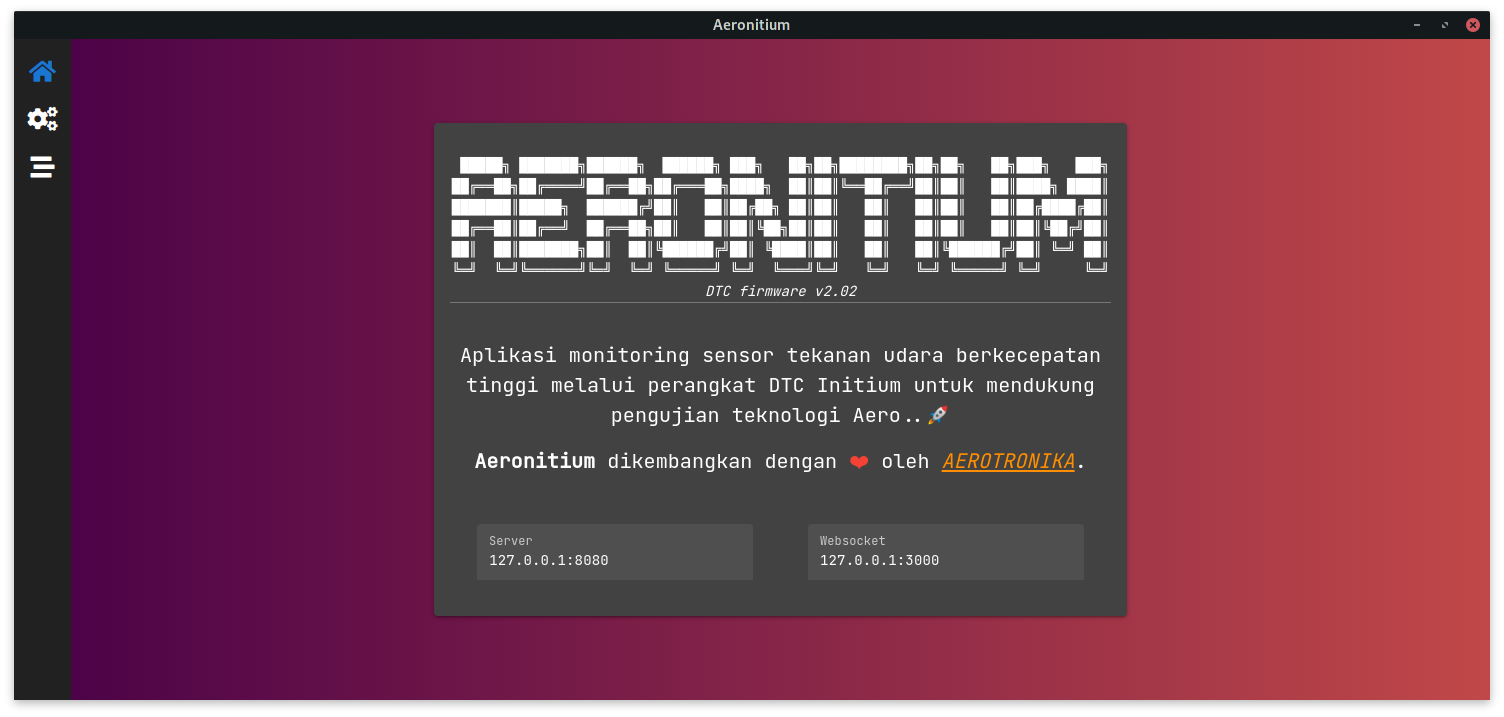 Aeronitium
AERONITIUM
DTC firmware v2.02
Aplikasi monitoring sensor tekanan udara berkecepatan
tinggi melalui perangkat DTC Initium untuk mendukung
pengujian teknologi Aero..🚀
Aeronitium dikembangkan dengan ❤️ oleh AEROTRONIKA.
Server
127.0.0.1:8080
Websocket
127.0.0.1:3000